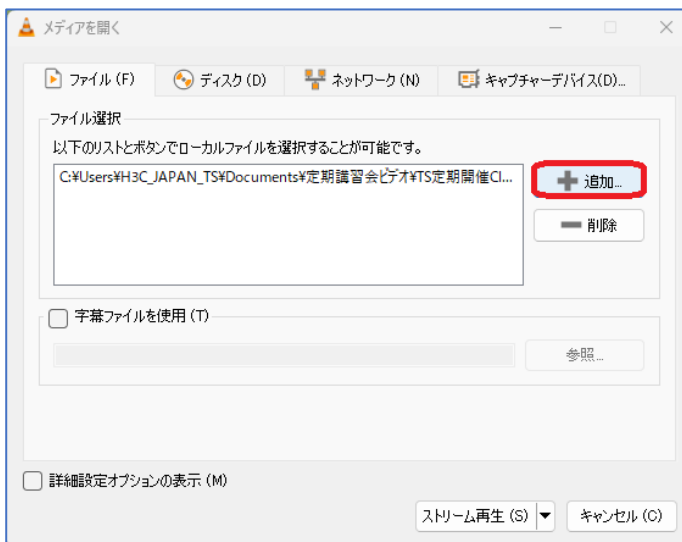 メディアを開く
ファイル (F)
ディスク (D)
ネットワーク (N)
キャプチャーデバイス(D)...
ファイル選択
以下のリストとボタンでローカルファイルを選択することが可能です。
C:¥Users¥H3C_JAPAN_TS¥Documents¥定期講習会ビデオ¥TS定期開催Cl...
追加...
削除
字幕ファイルを使用 (T)
参照...
詳細設定オプションの表示 (M)
ストリーム再生 (S)
キャンセル (C)